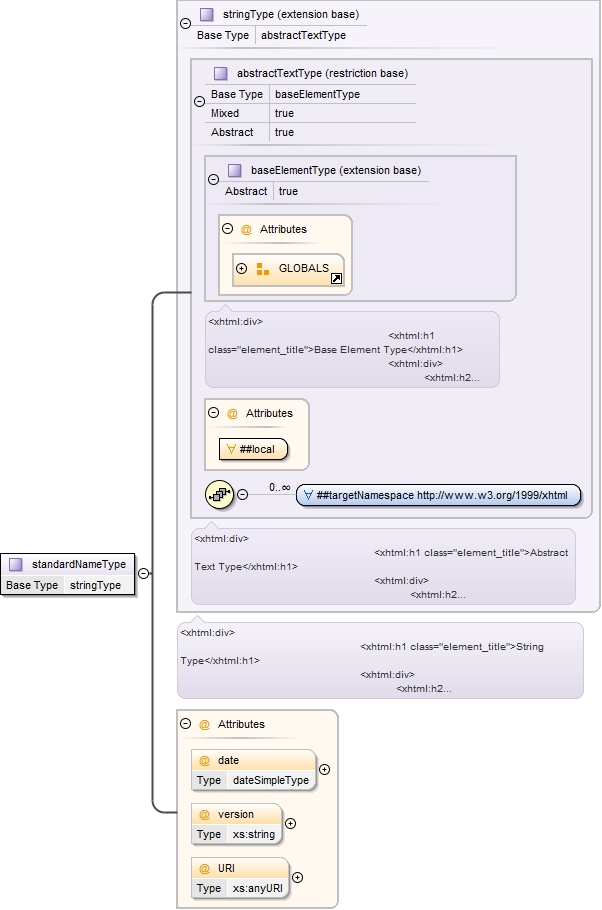 stringType (extension base)
Base Type abstractTextType
abstractTextType (restriction base)
Base Type baseElementType
Mixed true
Abstract true
baseElementType (extension base)
Abstract true
@ Attributes
GLOBALS
<xhtml:div>
<xhtml:h1
class="element_title">Base Element Type</xhtml:h1>
<xhtml:div>
<xhtml:h2...
@ Attributes
∀ ##local
0..∞
∀ ##targetNamespace http://www.w3.org/1999/xhtml
<xhtml:div>
<xhtml:h1 class="element_title">Abstract
Text Type</xhtml:h1>
<xhtml:div>
<xhtml:h2...
standardNameType
Base Type stringType
<xhtml:div>
<xhtml:h1 class="element_title">String
Type</xhtml:h1>
<xhtml:div>
<xhtml:h2...
@ Attributes
@ date
Type dateSimpleType
@ version
Type xs:string
@ URI
Type xs:anyURI